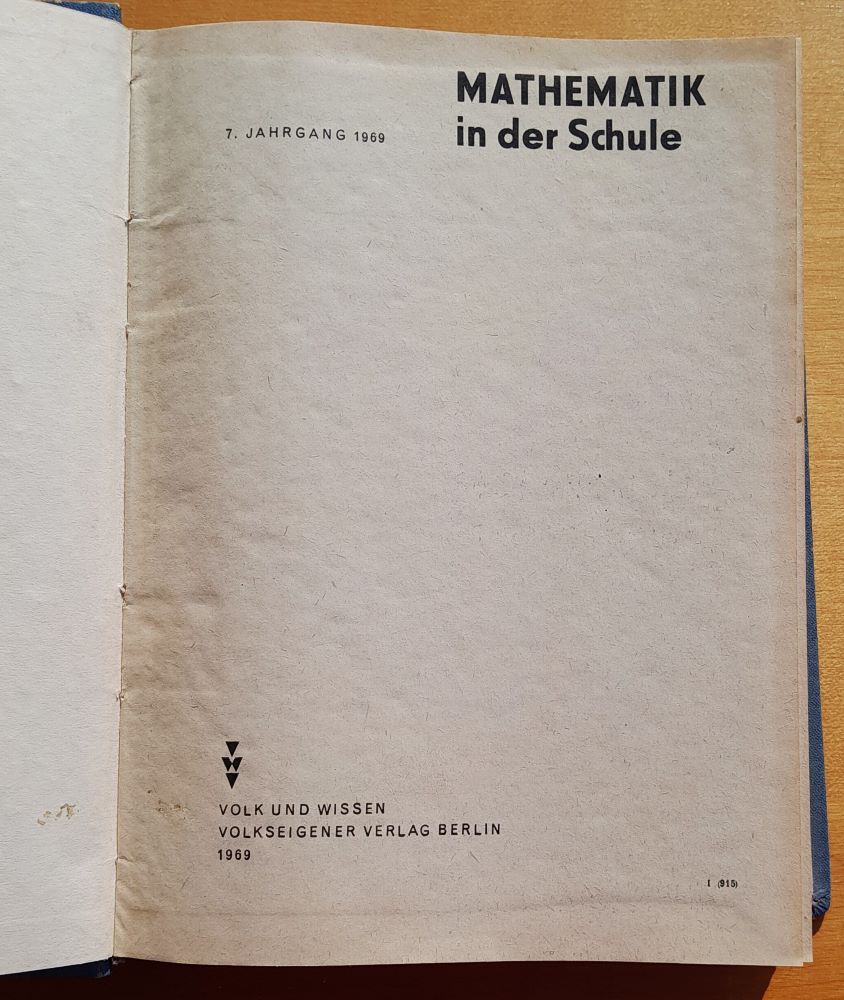 MATHEMATIK
in der Schule
7. JAHRGANG 1969
VOLK UND WISSEN
VOLKSEIGENER VERLAG BERLIN
1969
I (915)